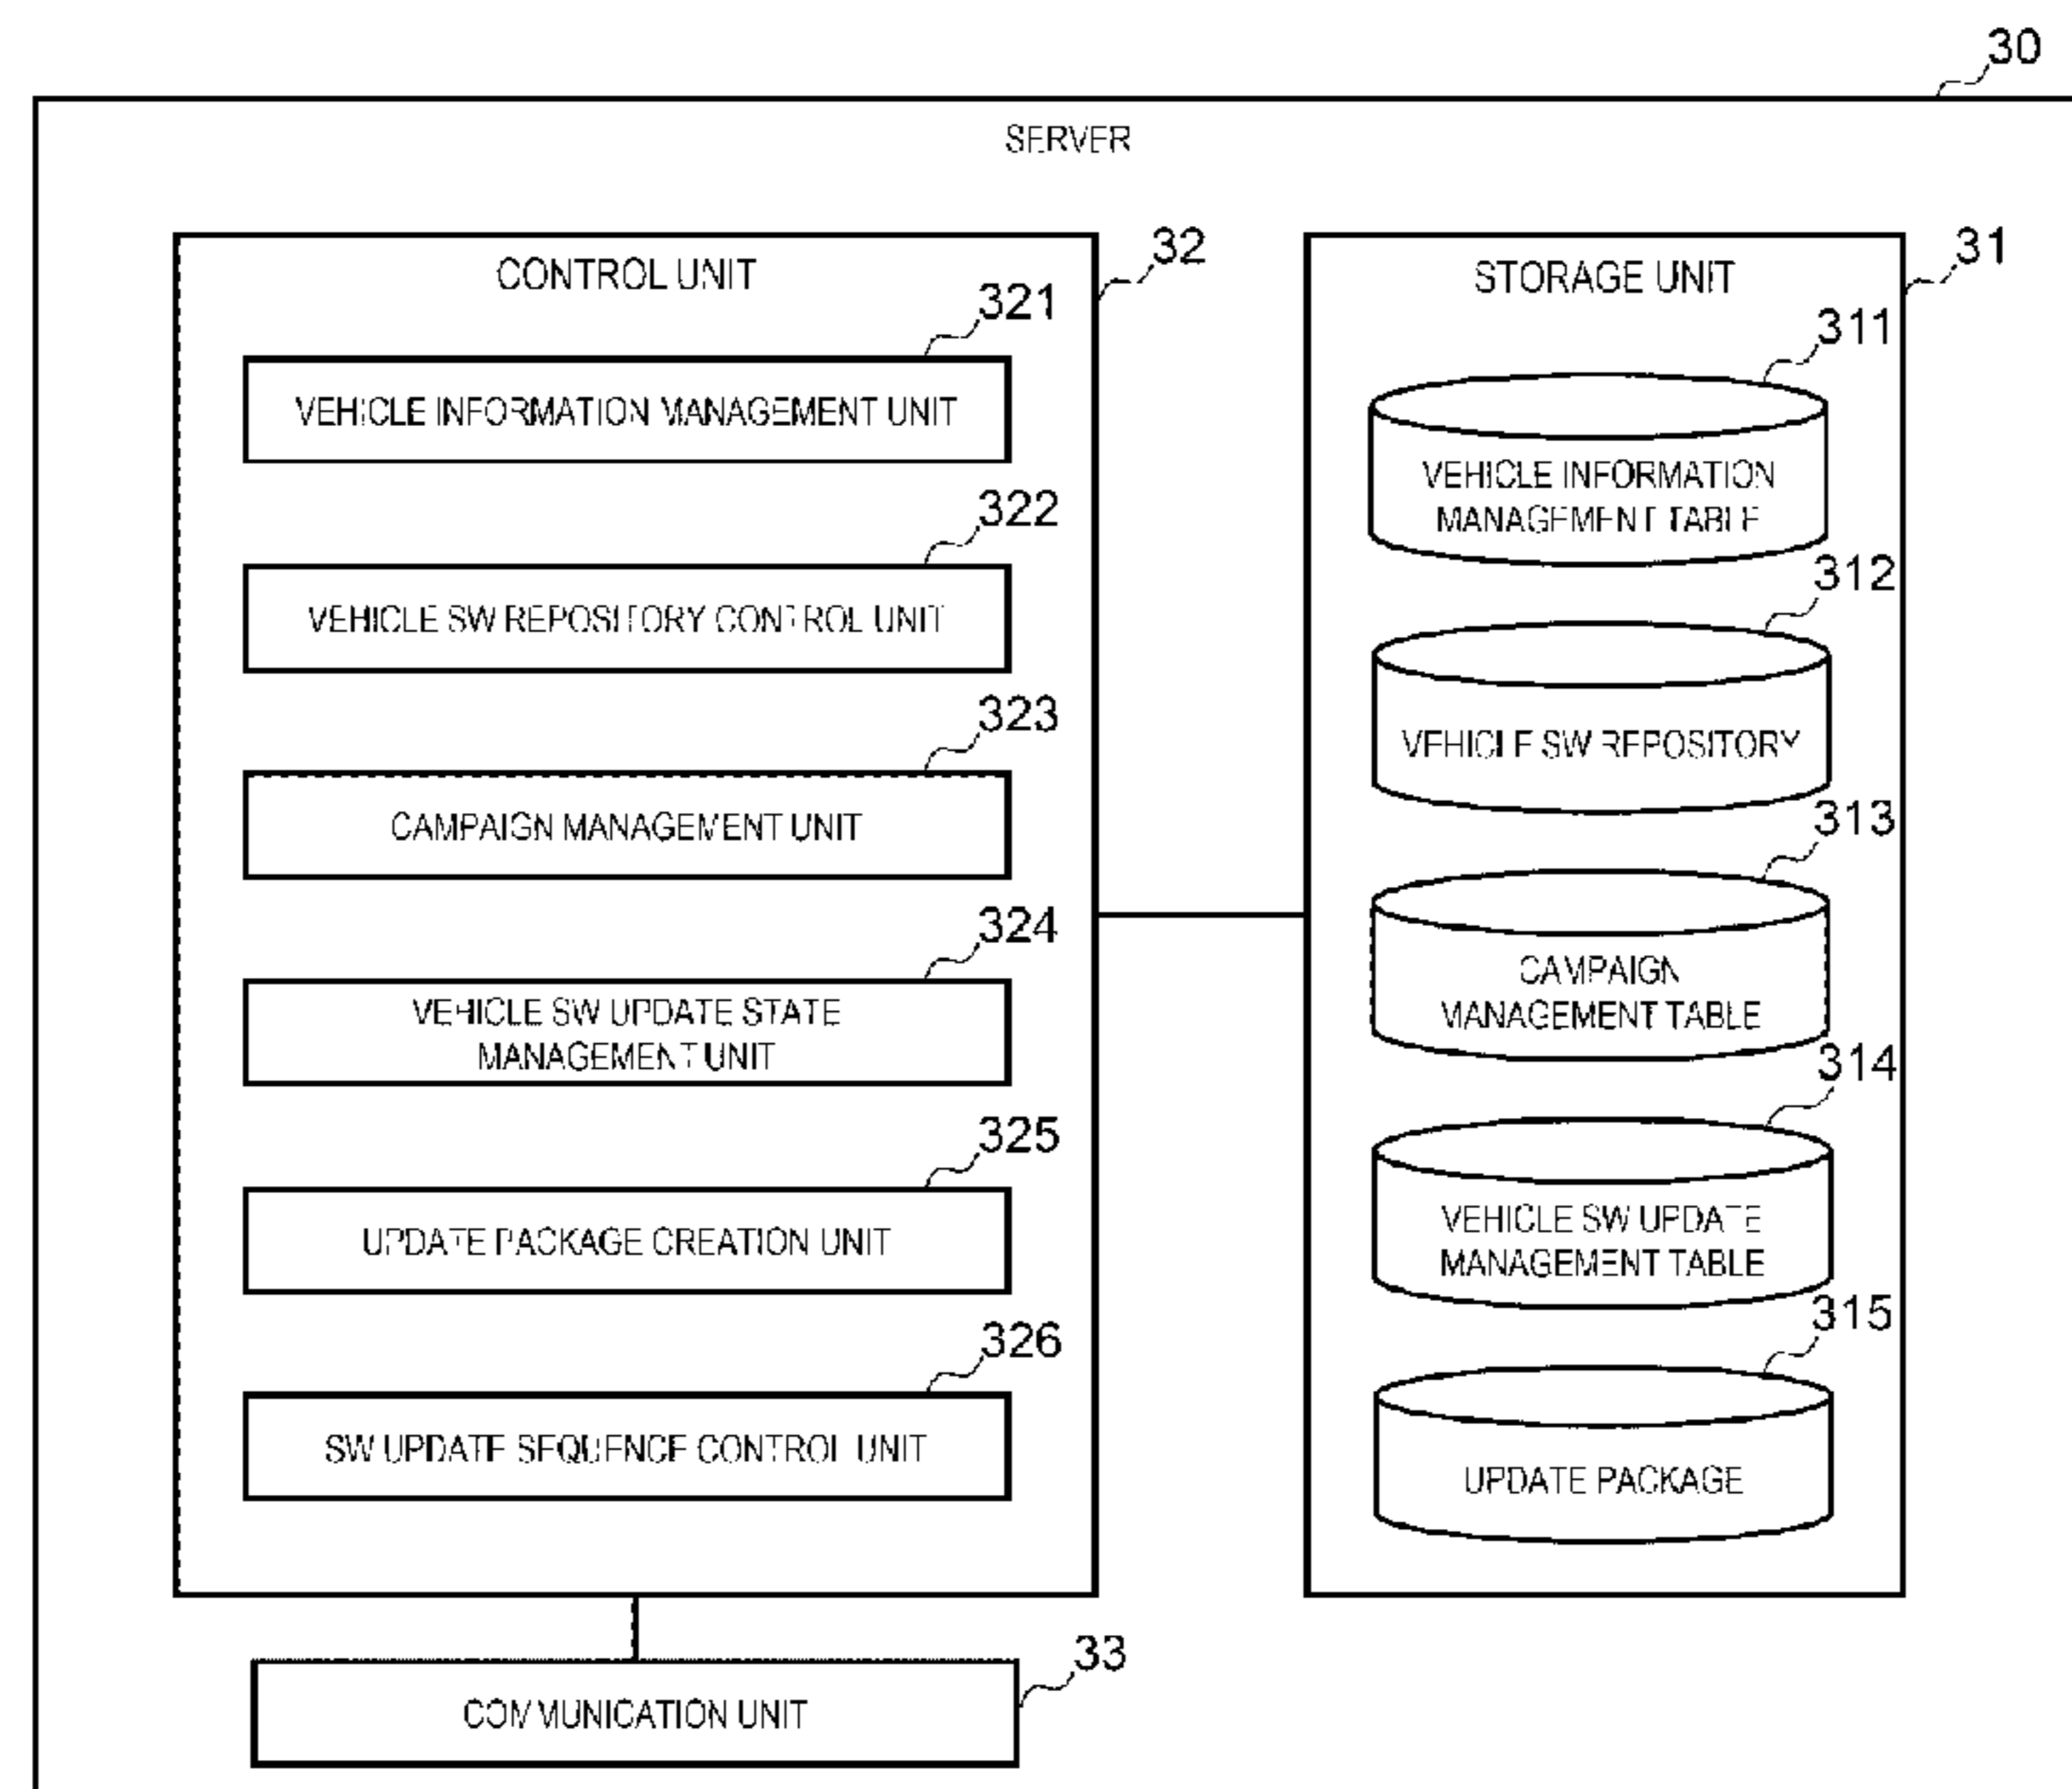 30
SERVER
CONTROL UNIT
32
321
VEHICLE INFORMATION MANAGEMENT UNIT
322
VEHICLE SW REPOSITORY CONTROL UNIT
323
CAMPAIGN MANAGEMENT UNIT
324
VEHICLE SW UPDATE STATE
MANAGEMENT UNIT
325
UPDATE PACKAGE CREATION UNIT
326
SW UPDATE SEQUENCE CONTROL UNIT
STORAGE UNIT
31
311
VEHICLE INFORMATION
MANAGEMENT TABLE
312
VEHICLE SW REPOSITORY
313
CAMPAIGN
MANAGEMENT TABLE
314
VEHICLE SW UPDATE
MANAGEMENT TABLE
315
UPDATE PACKAGE
33
COMMUNICATION UNIT